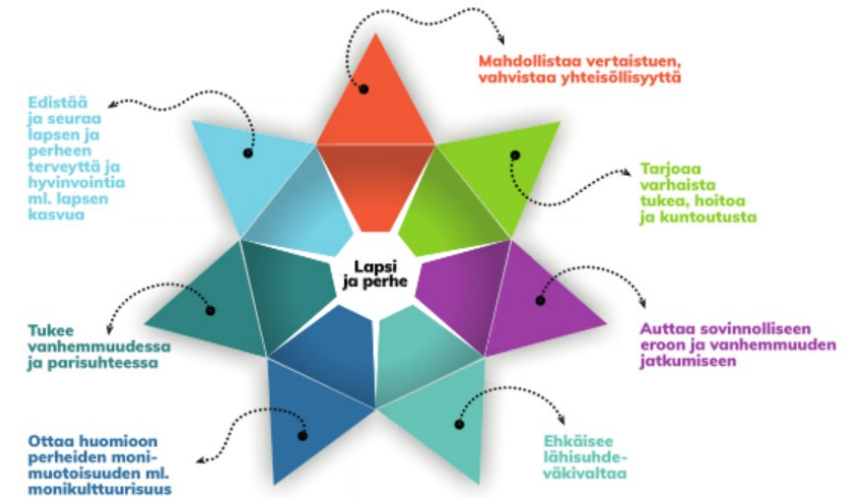 Mahdollistaa vertaistuen,
vahvistaa yhteisöllisyyttä
Edistää
ja seuraa
lapsen ja
perheen
terveyttä ja
hyvinvointia
ml. lapsen
kasvua
Tarjoaa
varhaista
tukea, hoitoa
ja kuntoutusta
Lapsi
ja perhe
Tukee
vanhemmuudessa
ja parisuhteessa
Auttaa sovinnolliseen
eroon ja vanhemmuuden
jatkumiseen
Ottaa huomioon
perheiden moni-
muotoisuuden ml.
monikulttuurisuus
Ehkäisee
lähisuhde-
väkivaltaa